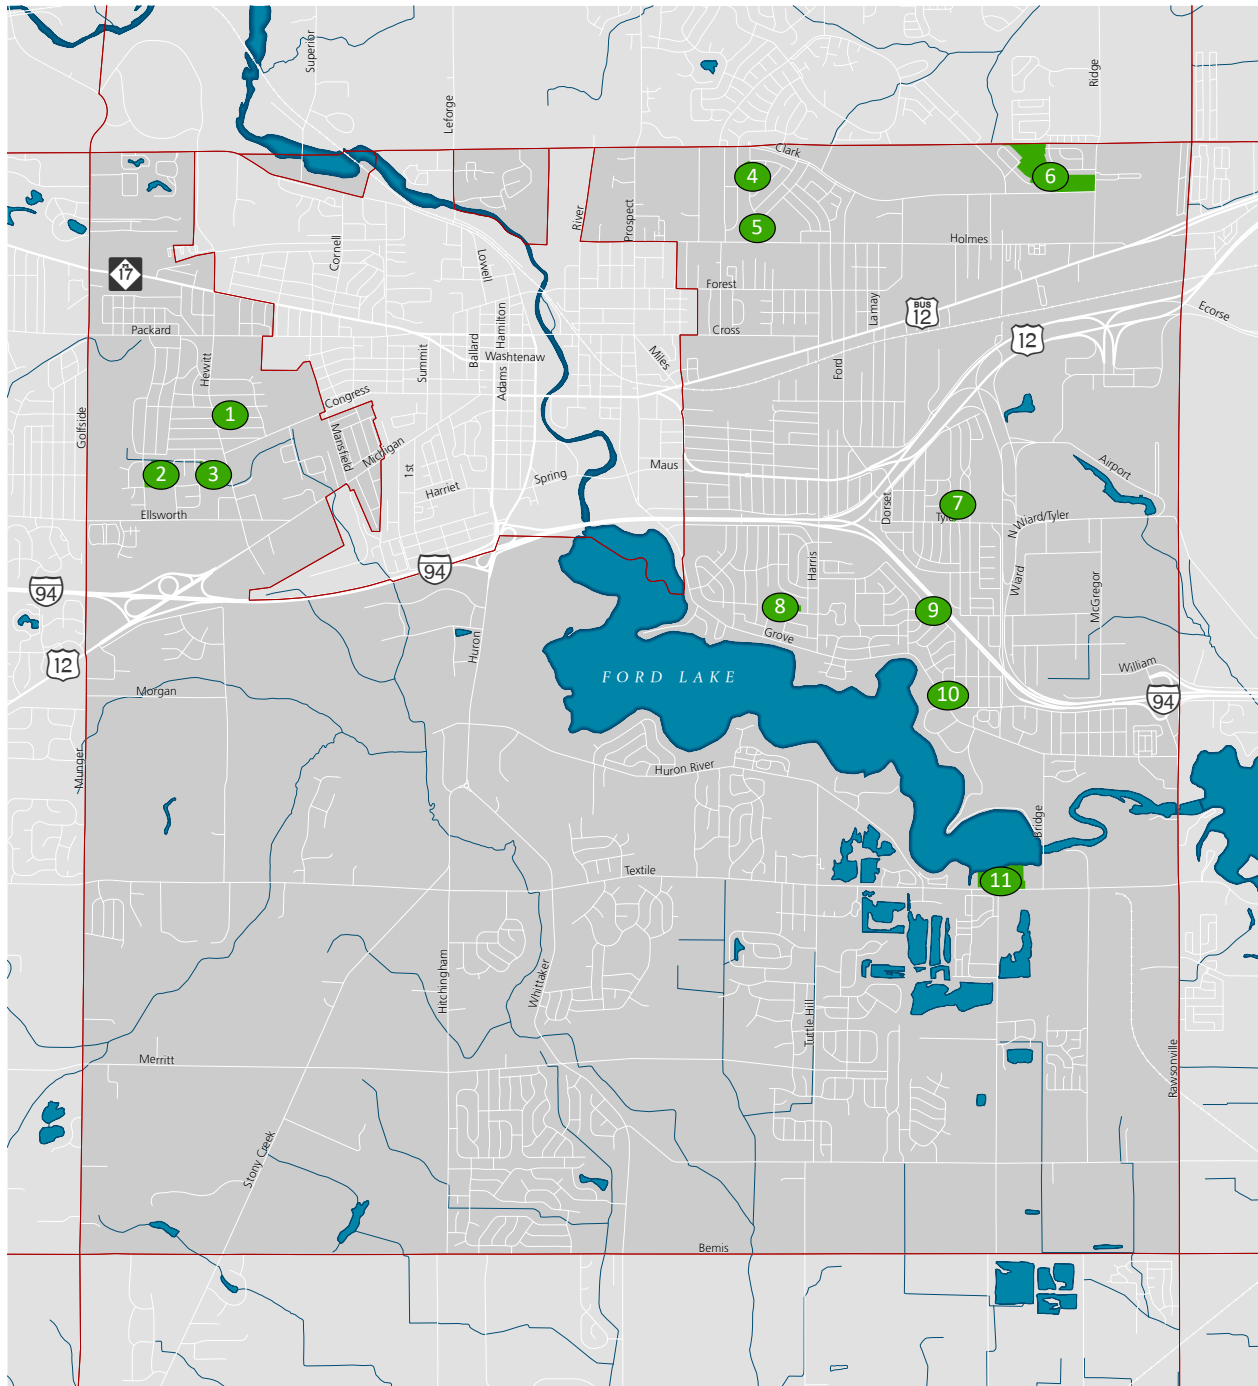 Superior
Leforge
Ridge
Clark
4
6
River
Prospect
5
Cornell
Lowell
Holmes
M
17
Forest
Hamilton
Lamay
BUS
12
Ecorse
Packard
Cross
12
Hewitt
Summit
Ballard
Washtenaw
Miles
Ford
Adams
Congress
Golfside
1
Mansfield
Michigan
1st
Maus
Airport
2
3
Harriet
Spring
Dorset
7
Ellsworth
Tyler
N Wiard/Tyler
94
94
Harris
Wiard
McGregor
8
9
Grove
Huron
12
FORD LAKE
William
Morgan
10
94
Munger
Huron River
Bridge
Textile
11
Hitchingham
Whittaker
Tuttle Hill
Merritt
Rawsonville
Stony Creek
Bemis